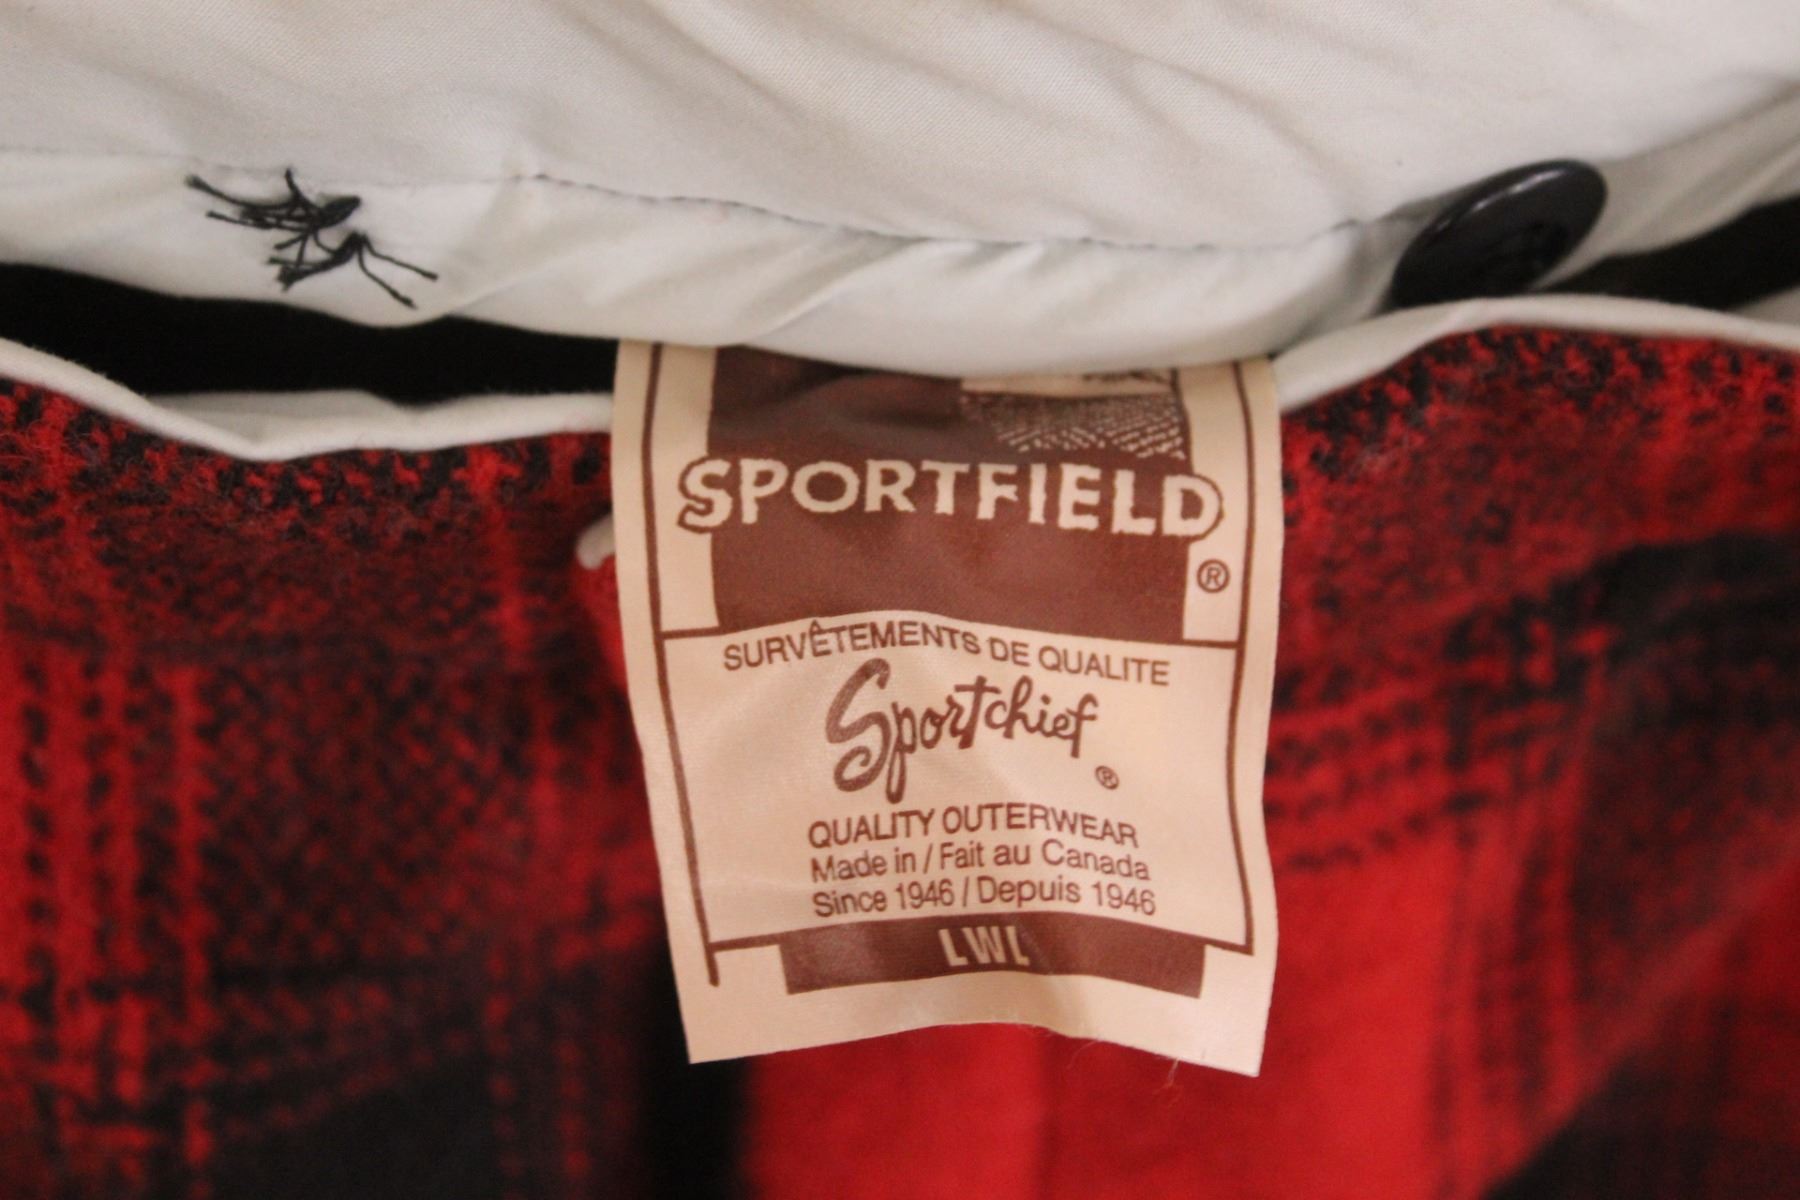 SPORTFIELD
®
SURVÊTEMENTS DE QUALITE
Sportchief
®
QUALITY OUTERWEAR
Made in / Fait au Canada
Since 1946 / Depuis 1946
LWL